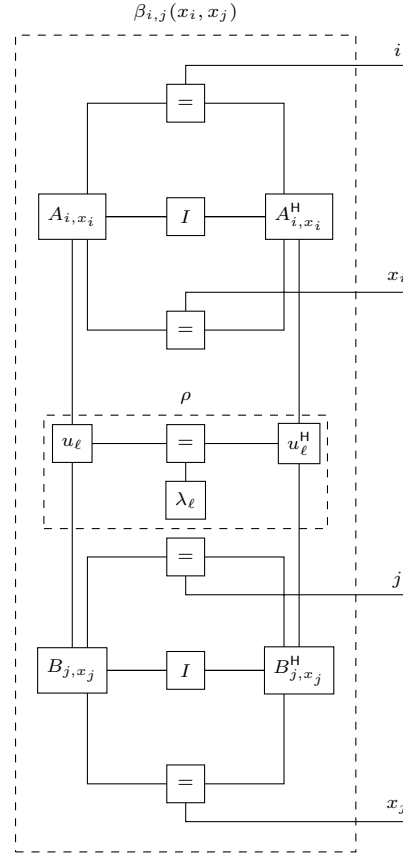 β_{i,j}(x_i, x_j)
i
=
A_{i,x_i} I A^H_{i,x_i}
x_i
=
ρ
u_ℓ = u^H_ℓ
λ_ℓ
=
j
B_{j,x_j} I B^H_{j,x_j}
=
x_j